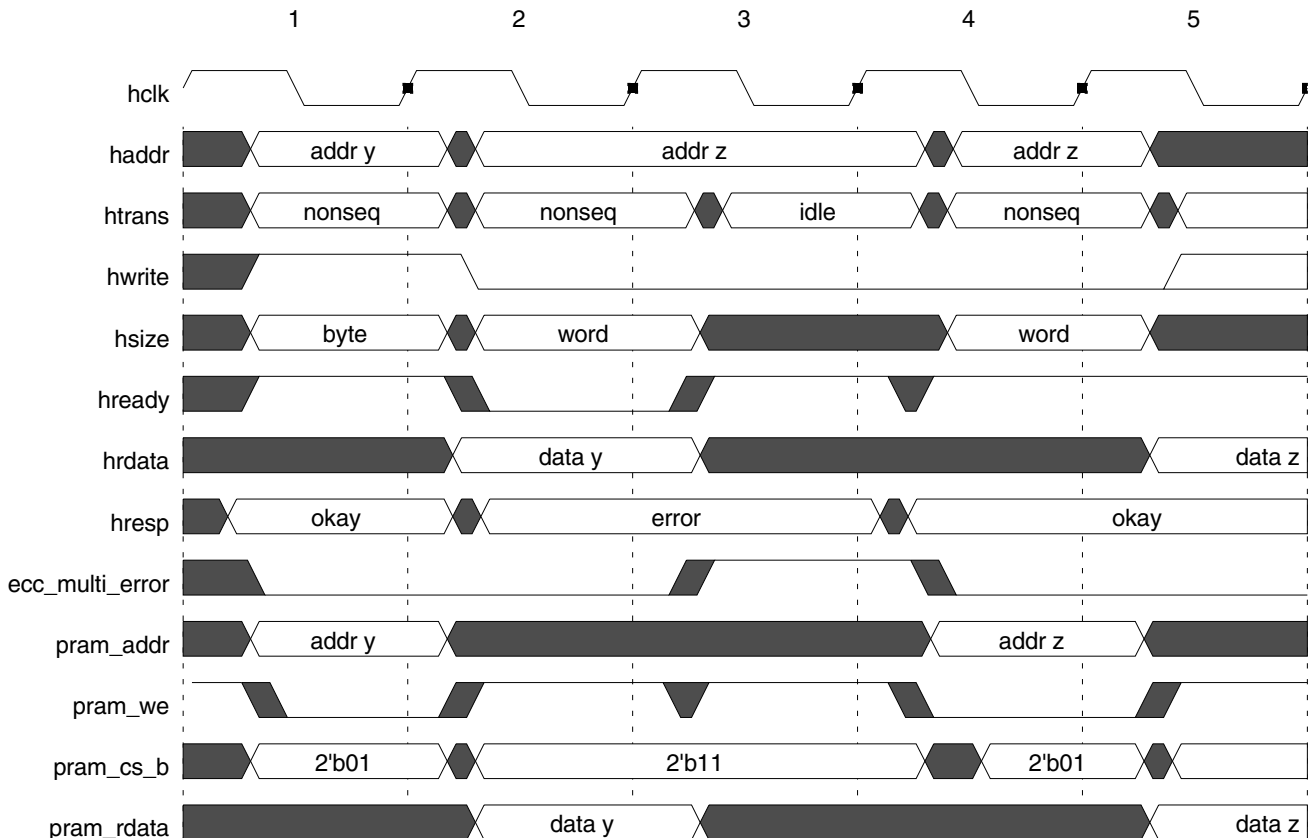 1 2 3 4 5
hclk
haddr addr y addr z addr z
htrans nonseq nonseq idle nonseq
hwrite
hsize byte word word
hready
hrdata data y data z
hresp okay error okay
ecc_multi_error
pram_addr addr y addr z
pram_we
pram_cs_b 2'b01 2'b11 2'b01
pram_rdata data y data z